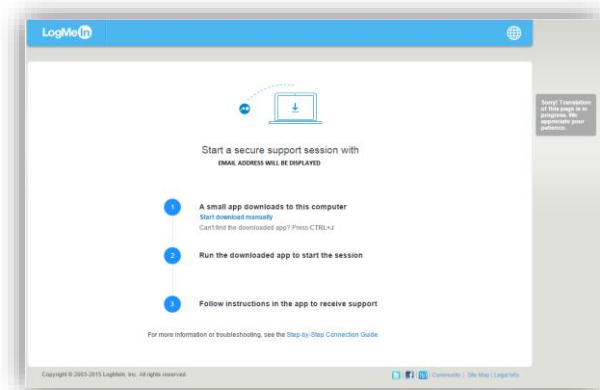 LogMeIn
Sorry! Translation
of this page is in
progress. We
appreciate your
patience.
Start a secure support session with
EMAIL ADDRESS WILL BE DISPLAYED
1
A small app downloads to this computer
Start download manually
Can't find the downloaded app? Press CTRL+J
2
Run the downloaded app to start the session
3
Follow instructions in the app to receive support
For more information or troubleshooting, see the Step-by-Step Connection Guide
Copyright © 2003-2015 LogMeIn, Inc. All rights reserved.
Community | Site Map | Legal Info